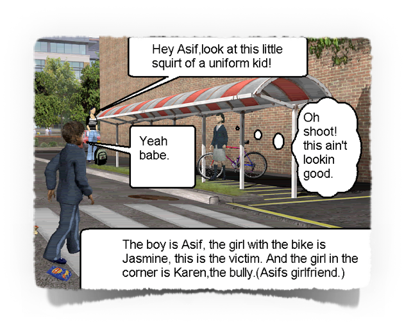 Hey Asif,look at this little
squirt of a uniform kid!
Yeah
babe.
Oh
shoot!
this ain't
lookin
good.
The boy is Asif, the girl with the bike is
Jasmine, this is the victim. And the girl in the
corner is Karen,the bully.(Asifs girlfriend.)